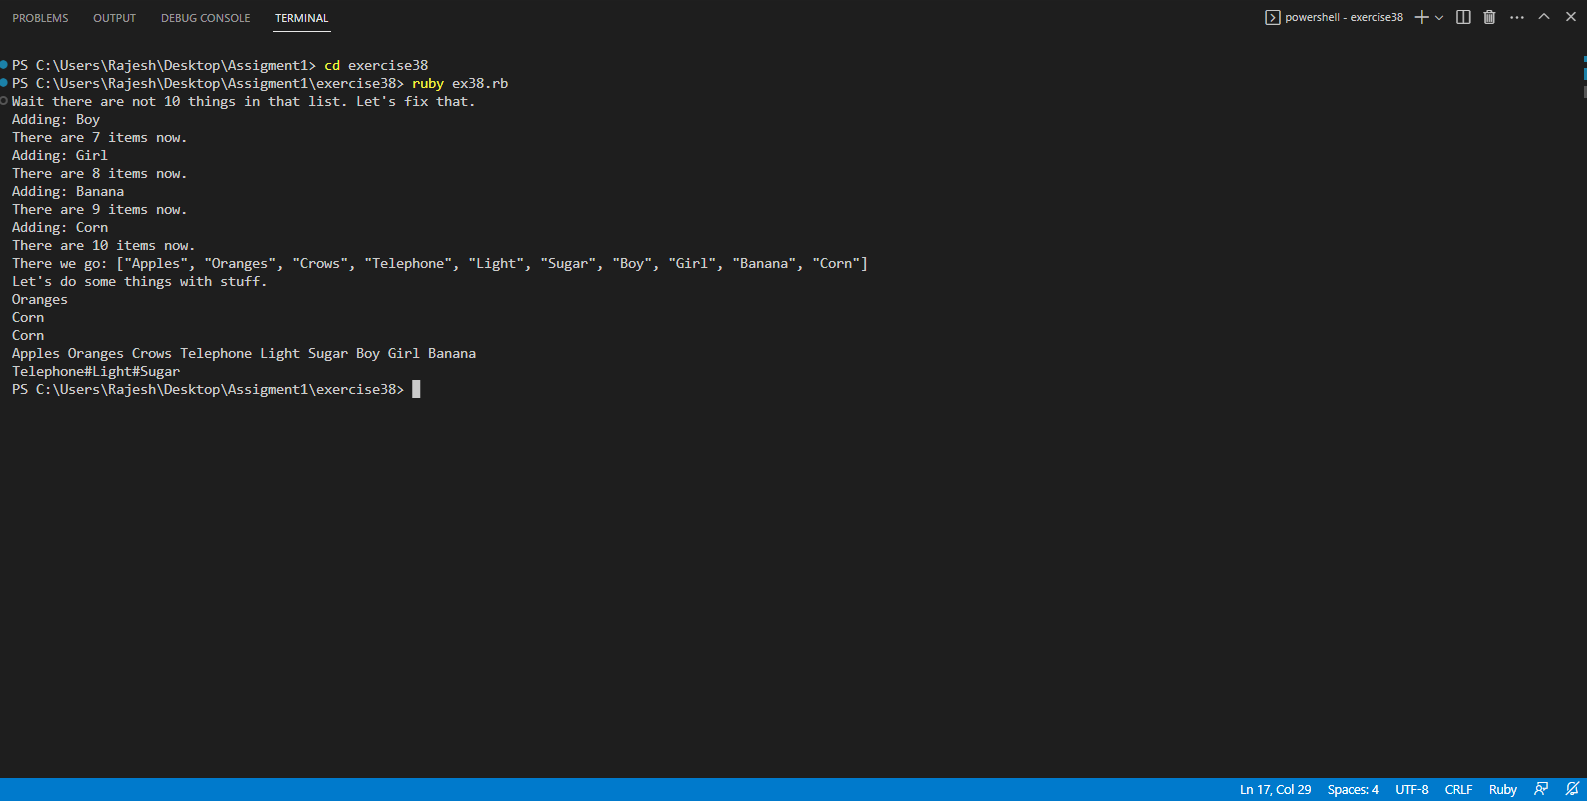 PROBLEMS OUTPUT DEBUG CONSOLE TERMINAL powershell - exercise38
PS C:\Users\Rajesh\Desktop\Assigment1> cd exercise38
PS C:\Users\Rajesh\Desktop\Assigment1\exercise38> ruby ex38.rb
Wait there are not 10 things in that list. Let's fix that.
Adding: Boy
There are 7 items now.
Adding: Girl
There are 8 items now.
Adding: Banana
There are 9 items now.
Adding: Corn
There are 10 items now.
There we go: ["Apples", "Oranges", "Crows", "Telephone", "Light", "Sugar", "Boy", "Girl", "Banana", "Corn"]
Let's do some things with stuff.
Oranges
Corn
Corn
Apples Oranges Crows Telephone Light Sugar Boy Girl Banana
Telephone#Light#Sugar
PS C:\Users\Rajesh\Desktop\Assigment1\exercise38>
Ln 17, Col 29 Spaces: 4 UTF-8 CRLF Ruby